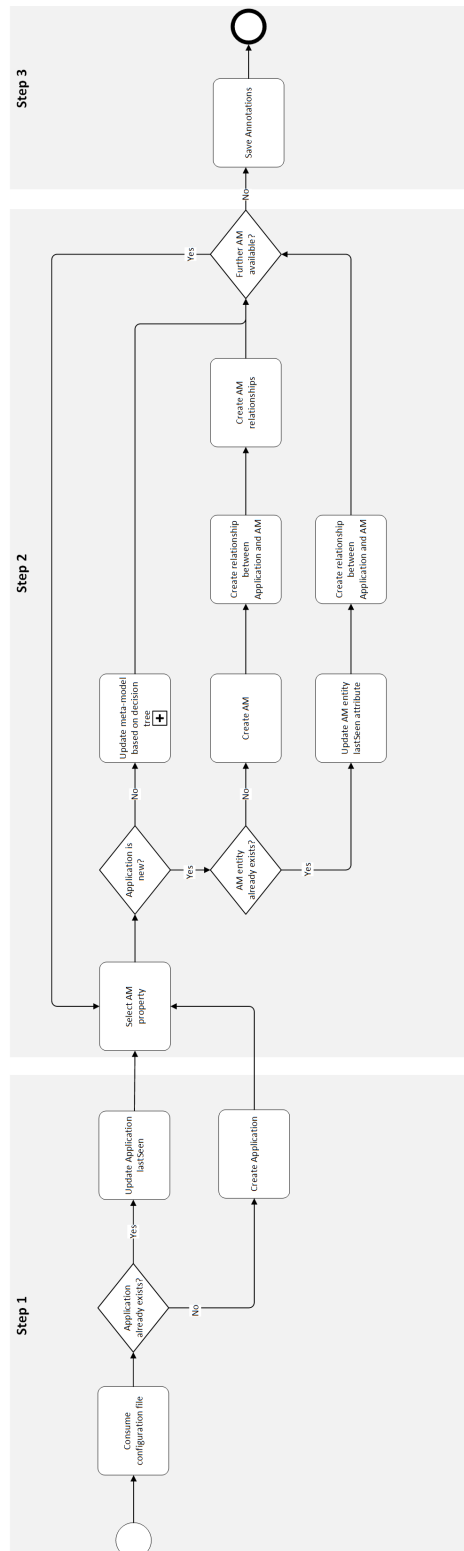 Step 1
Consume
configuration file
Application
already exists?
Yes
Update Application
lastSeen
No
Create Application
Step 2
Select AM
property
Application is
new?
No
Update meta-model
based on decision
tree
Yes
AM entity
already exists?
No
Create AM
Create relationship
between
Application and AM
Create AM
relationships
Yes
Update AM entity
lastSeen attribute
Create relationship
between
Application and AM
Further AM
available?
Yes
No
Step 3
Save Annotations